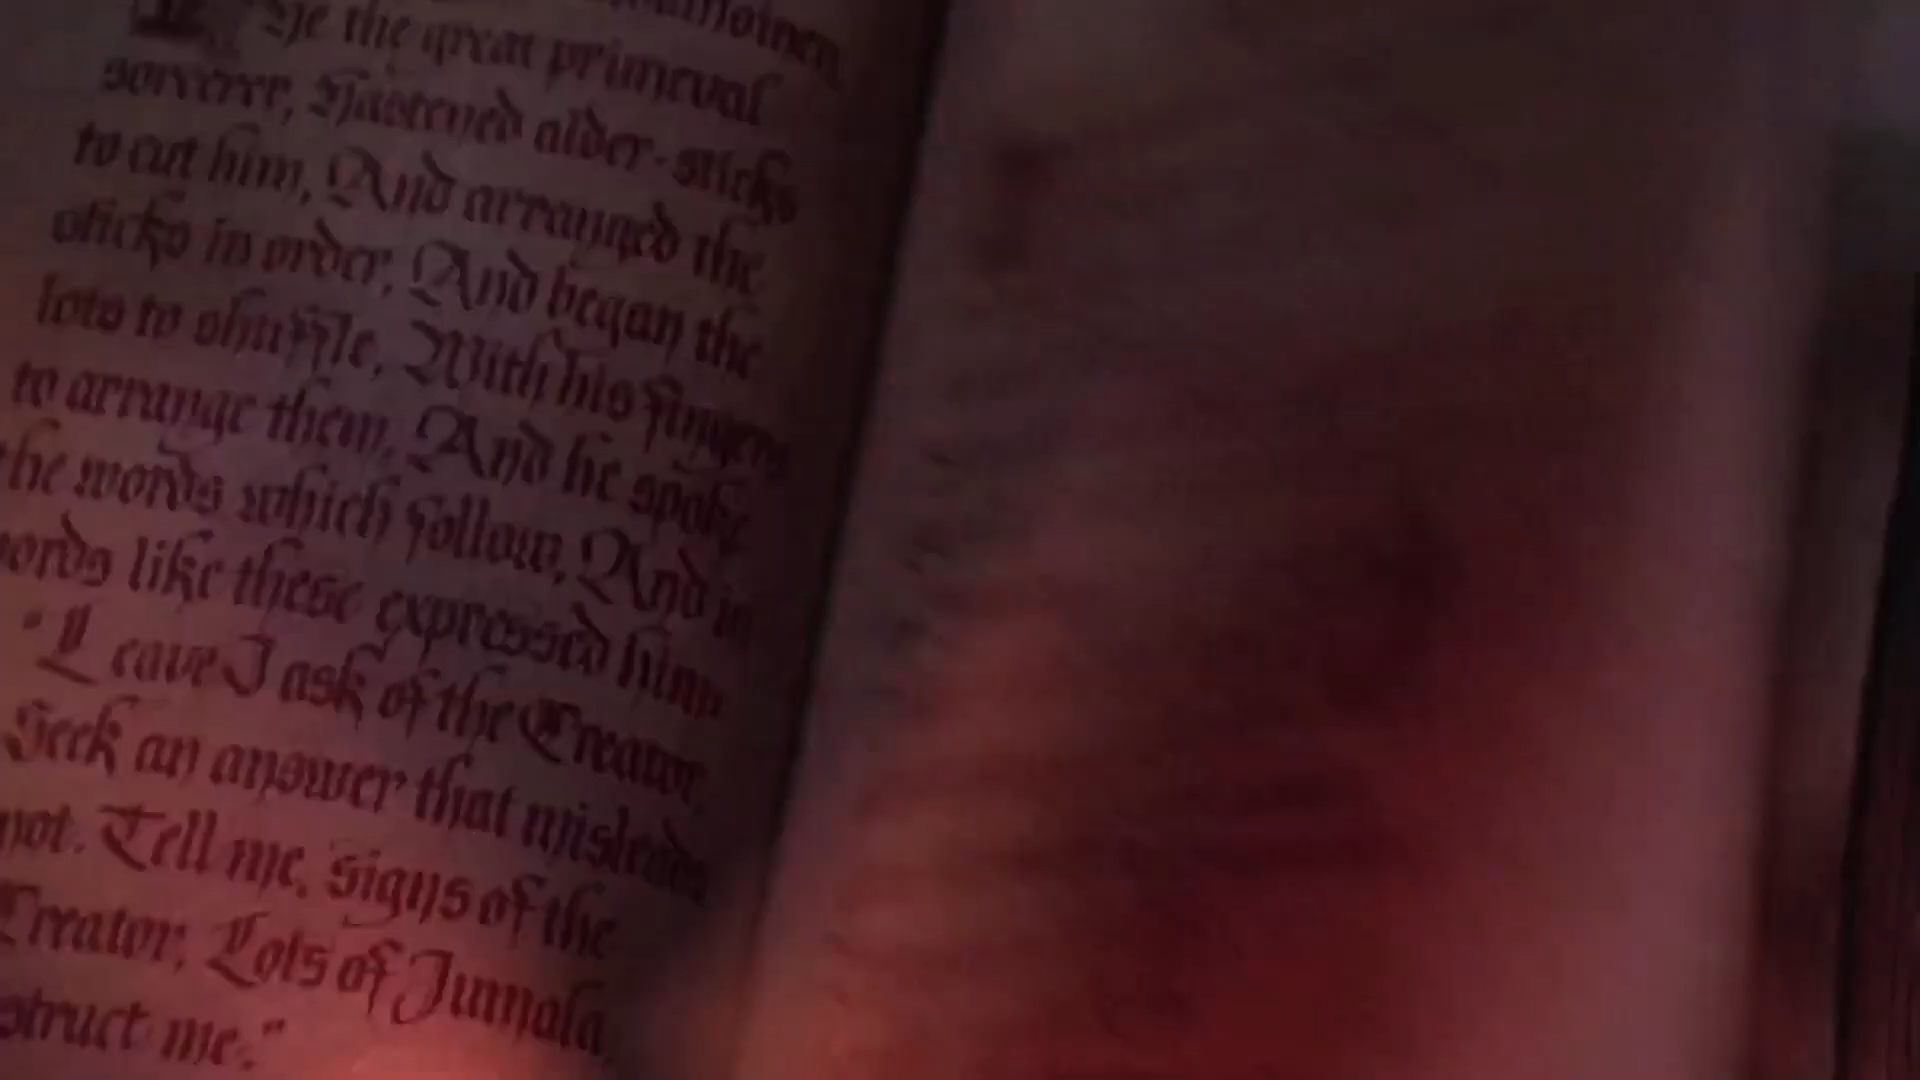 He the great primeval
sorcerer, Hastened alder-sticks
to cut him, And arranged the
sticks in order, And began the
lots to shuffle, With his fingers
to arrange them, And he spoke
the words which follow, And in
words like these expressed him:
"Leave I ask of the Creator,
Seek an answer that misleads
not. Tell me, signs of the
Creator, Lots of Jumala,
struct me."